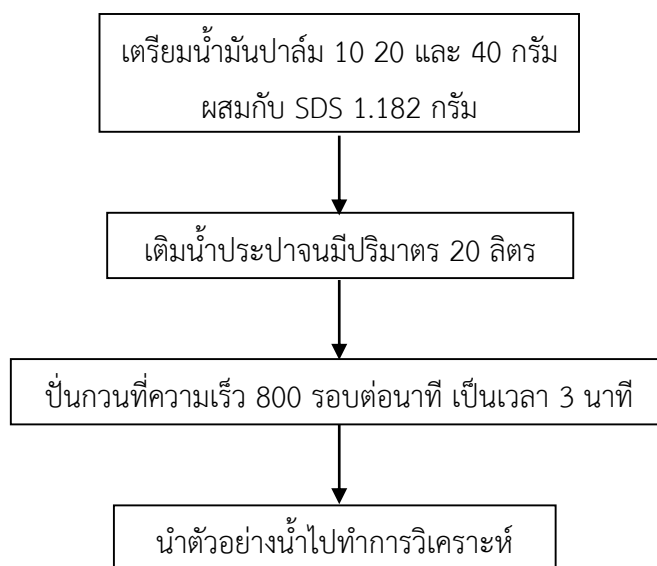 เตรียมน้ำมันปาล์ม 10 20 และ 40 กรัม
ผสมกับ SDS 1.182 กรัม
เติมน้ำประปาจนมีปริมาตร 20 ลิตร
ปั่นกวนที่ความเร็ว 800 รอบต่อนาที เป็นเวลา 3 นาที
นำตัวอย่างน้ำไปทำการวิเคราะห์